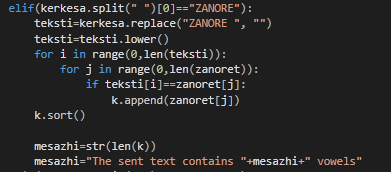 elif(kerkesa.split(" ")[0]=="ZANORE"):
teksti=kerkesa.replace("ZANORE ", "")
teksti=teksti.lower()
for i in range(0,len(teksti)):
for j in range(0,len(zanoret)):
if teksti[i]==zanoret[j]:
k.append(zanoret[j])
k.sort()
mesazhi=str(len(k))
mesazhi="The sent text contains "+mesazhi+" vowels"